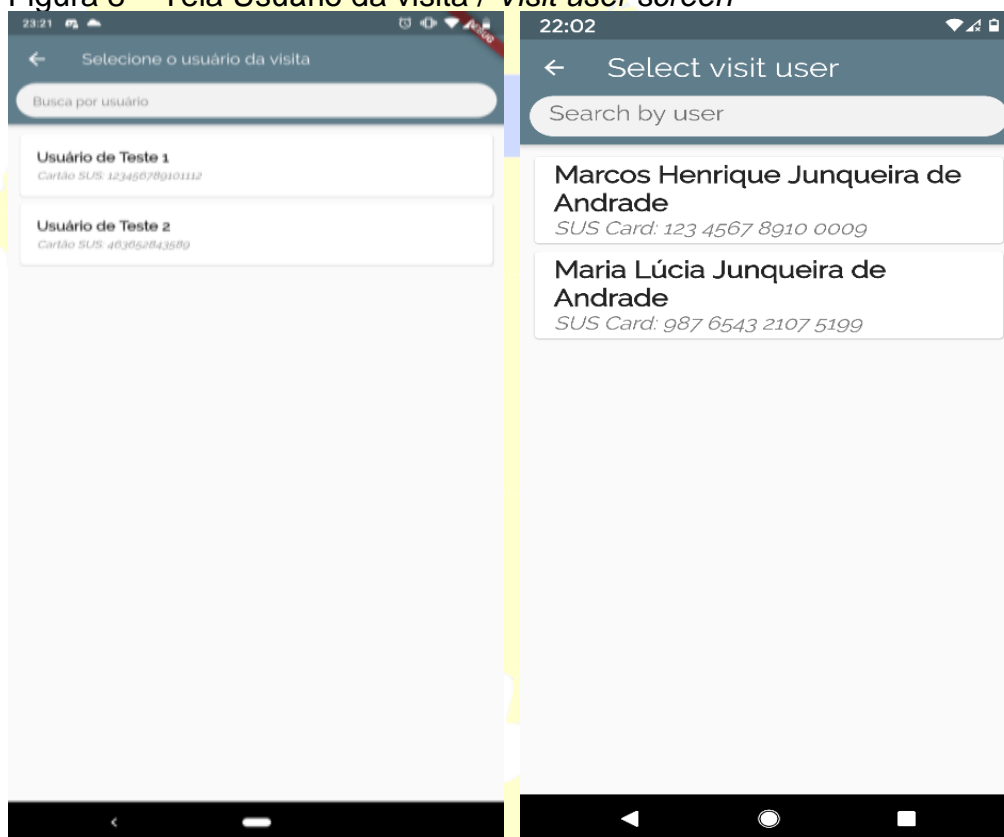 Tela Usuário da visita / Visit user screen
23:21
Selecione o usuário da visita
Busca por usuário
Usuário de Teste 1
Cartão SUS: 123456789101112
Usuário de Teste 2
Cartão SUS: 463652843589
22:02
Select visit user
Search by user
Marcos Henrique Junqueira de
Andrade
SUS Card: 123 4567 8910 0009
Maria Lúcia Junqueira de
Andrade
SUS Card: 987 6543 2107 5199